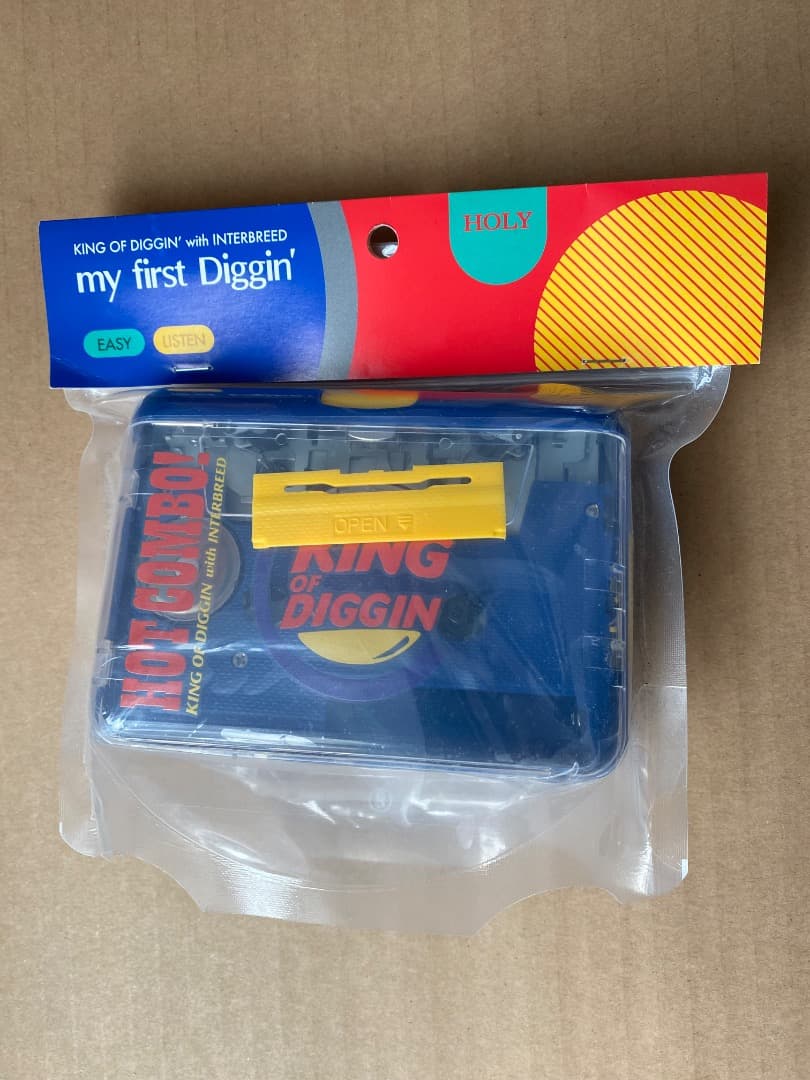 KING OF DIGGIN' with INTERBREED
my first Diggin'
EASY
LISTEN
HOLY
HOT COMBO!
KING OF DIGGIN with INTERBREED
OPEN
KING
OF
DIGGIN